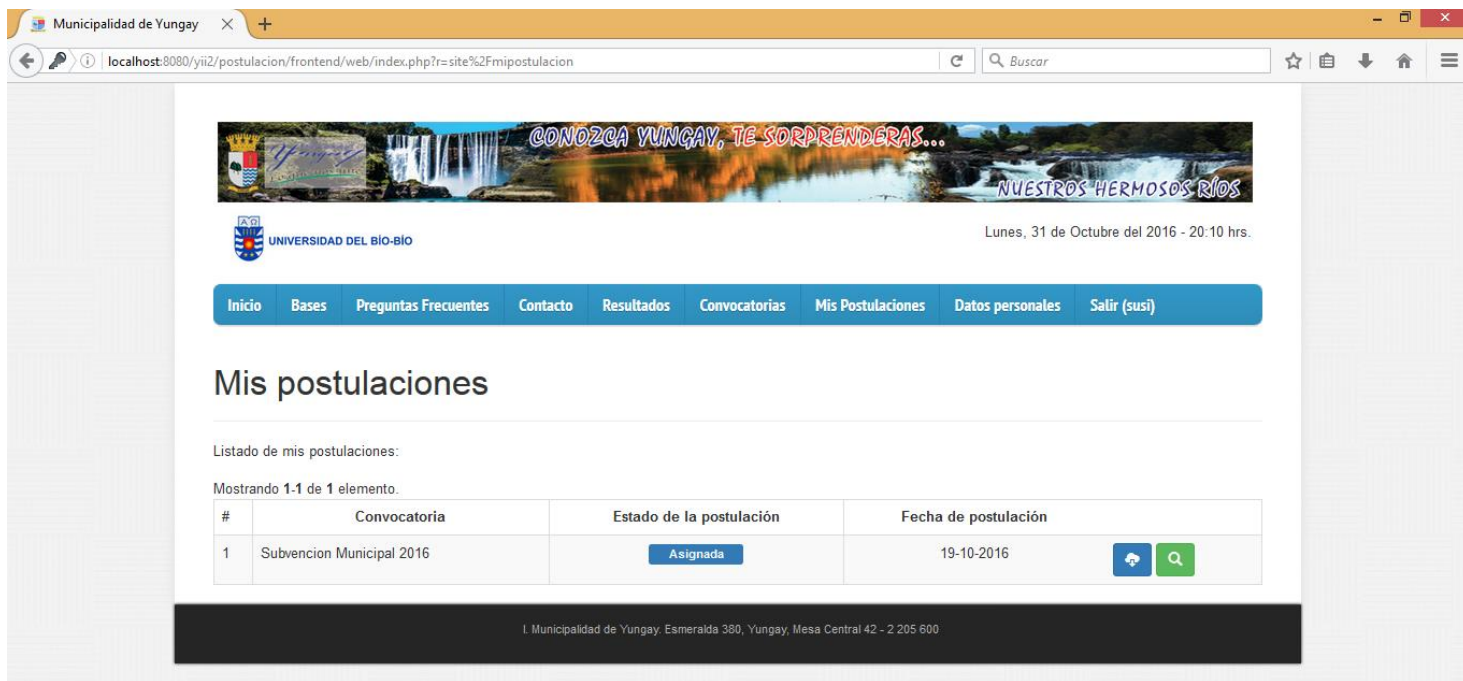 Municipalidad de Yungay
localhost:8080/yii2/postulacion/frontend/web/index.php?r=site%2Fmipostulacion
Buscar
CONOZCA YUNGAY, TE SORPRENDERAS...
Yungay
NUESTROS HERMOSOS RÍOS
UNIVERSIDAD DEL BÍO-BÍO
Lunes, 31 de Octubre del 2016 - 20:10 hrs.
Inicio Bases Preguntas Frecuentes Contacto Resultados Convocatorias Mis Postulaciones Datos personales Salir (susi)
Mis postulaciones
Listado de mis postulaciones:
Mostrando 1-1 de 1 elemento.
# Convocatoria Estado de la postulación Fecha de postulación
1 Subvencion Municipal 2016 Asignada 19-10-2016
I. Municipalidad de Yungay. Esmeralda 380, Yungay, Mesa Central 42 - 2 205 600